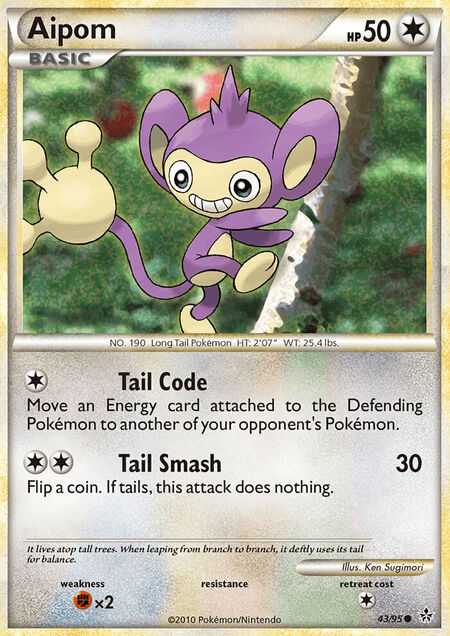 Aipom HP 50
BASIC
NO. 190 Long Tail Pokémon HT: 2'07" WT: 25.4 lbs.
Tail Code
Move an Energy card attached to the Defending
Pokémon to another of your opponent's Pokémon.
Tail Smash 30
Flip a coin. If tails, this attack does nothing.
It lives atop tall trees. When leaping from branch to branch, it deftly uses its tail
for balance.
Illus. Ken Sugimori
weakness resistance retreat cost
×2
©2010 Pokémon/Nintendo 43/95